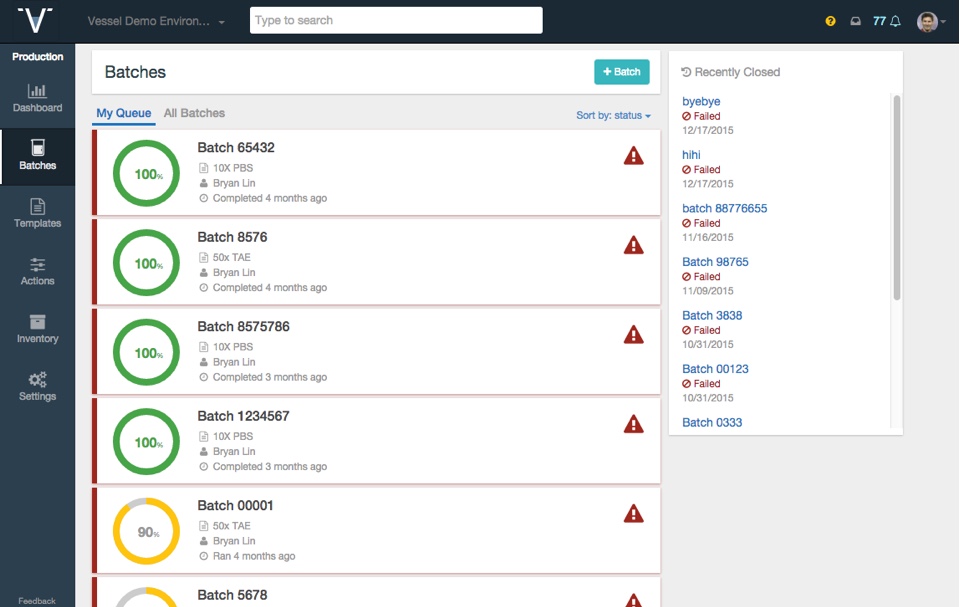 V
Vessel Demo Environ...
Type to search
?
77
Production
Dashboard
Batches
Templates
Actions
Inventory
Settings
Feedback
Batches
+ Batch
My Queue
All Batches
Sort by: status
100%
Batch 65432
10X PBS
Bryan Lin
Completed 4 months ago
100%
Batch 8576
50x TAE
Bryan Lin
Completed 4 months ago
100%
Batch 8575786
10X PBS
Bryan Lin
Completed 3 months ago
100%
Batch 1234567
10X PBS
Bryan Lin
Completed 3 months ago
90%
Batch 00001
50x TAE
Bryan Lin
Ran 4 months ago
Batch 5678
Recently Closed
byebye
Failed
12/17/2015
hihi
Failed
12/17/2015
batch 88776655
Failed
11/16/2015
Batch 98765
Failed
11/09/2015
Batch 3838
Failed
10/31/2015
Batch 00123
Failed
10/31/2015
Batch 0333